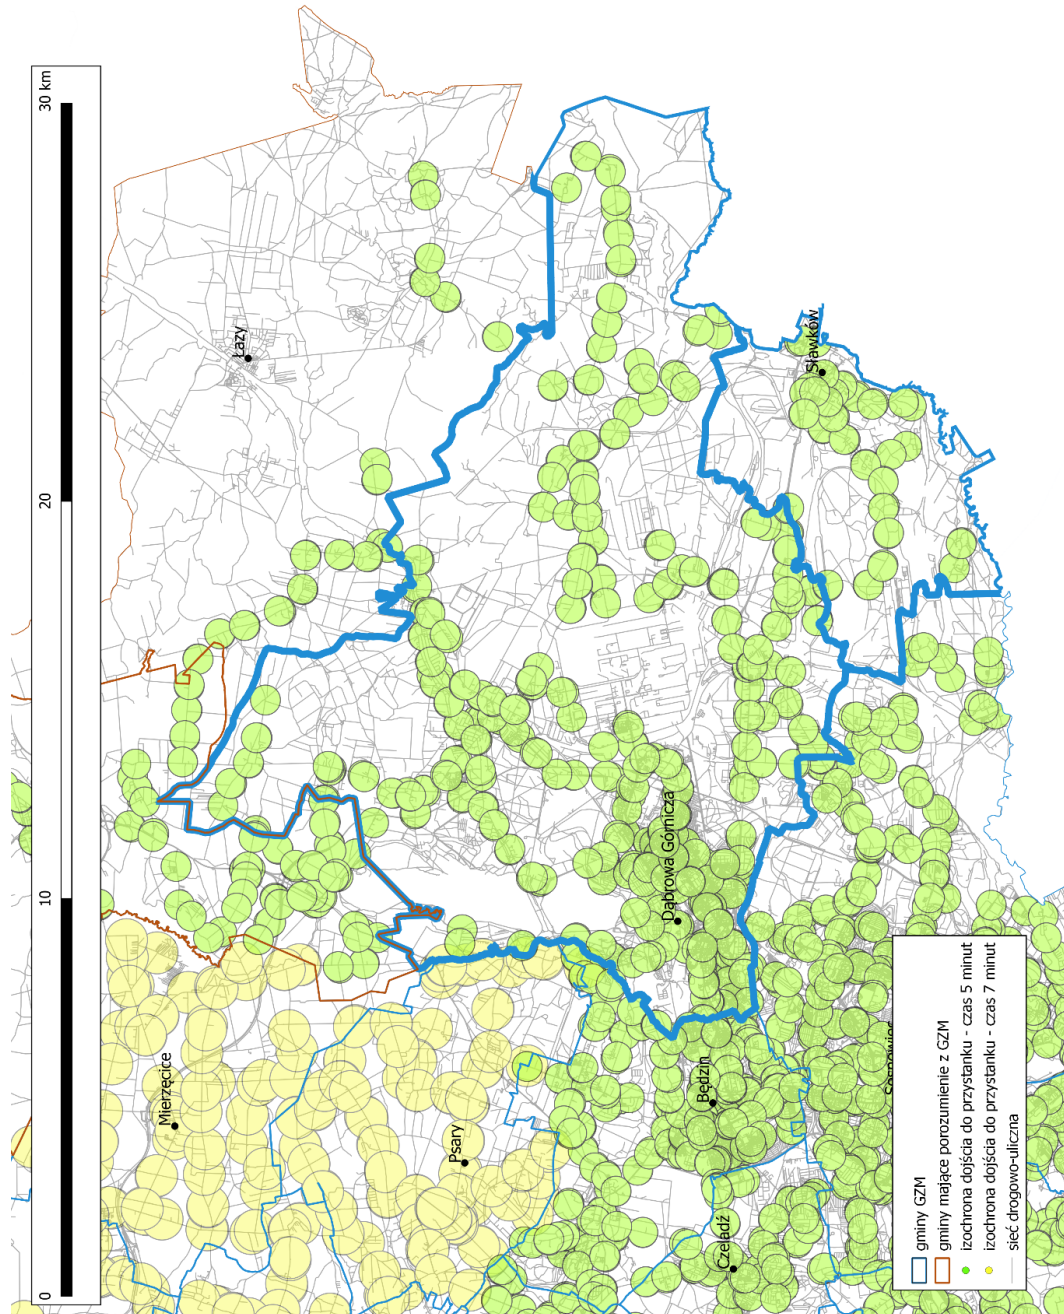 0
10
20
30 km
Łazy
Mierzęcice
Psary
Sławków
Dąbrowa Górnicza
Będzin
Czeladź
Sosnowiec
gminy GZM
gminy mające porozumienie z GZM
izochrona dojścia do przystanku - czas 5 minut
izochrona dojścia do przystanku - czas 7 minut
sieć drogowo-uliczna